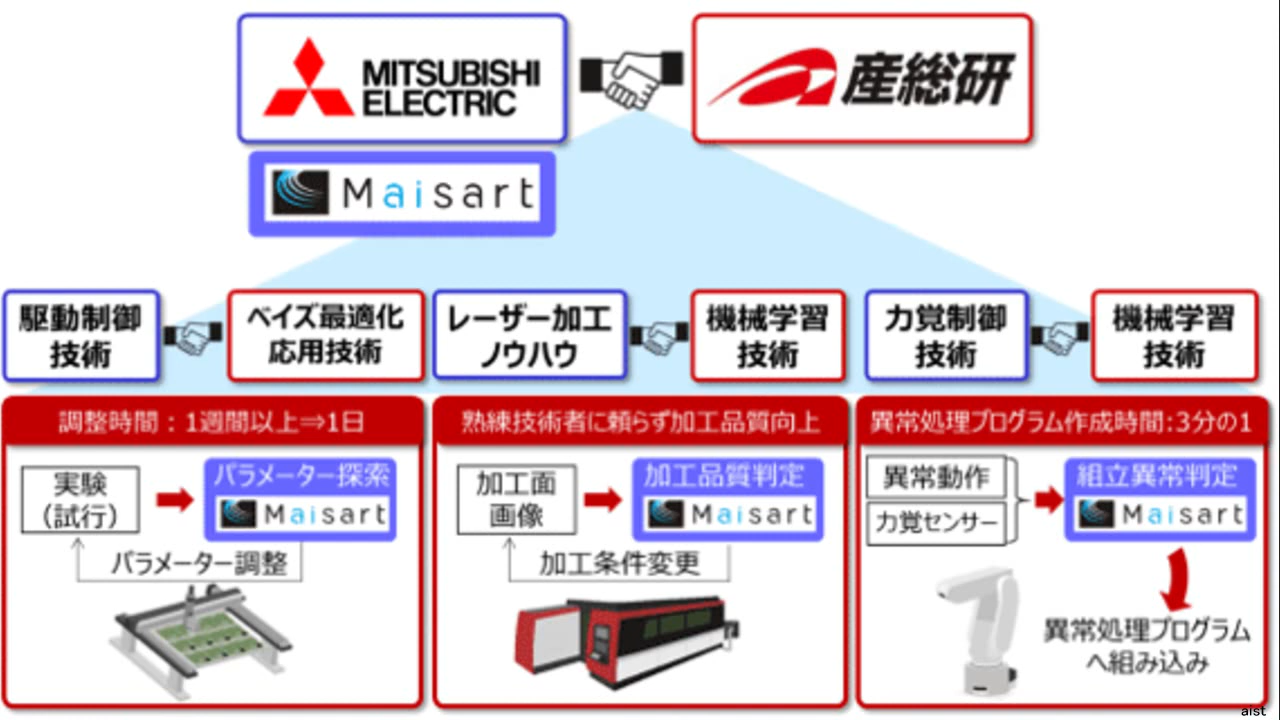 MITSUBISHI
ELECTRIC
産総研
Maisart
駆動制御
技術
ベイズ最適化
応用技術
レーザー加工
ノウハウ
機械学習
技術
力覚制御
技術
機械学習
技術
調整時間：1週間以上⇒1日
実験
（試行）
パラメーター探索
Maisart
パラメーター調整
熟練技術者に頼らず加工品質向上
加工面
画像
加工品質判定
Maisart
加工条件変更
異常処理プログラム作成時間:3分の1
異常動作
力覚センサー
組立異常判定
Maisart
異常処理プログラム
へ組み込み
aist